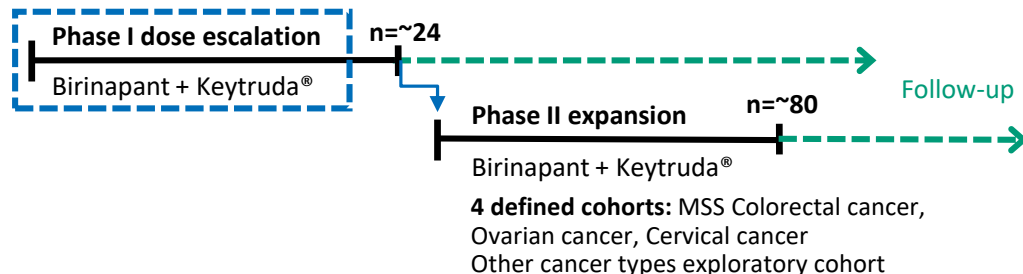 Phase I dose escalation
n=~24
Birinapant + Keytruda®
Follow-up
Phase II expansion
n=~80
Birinapant + Keytruda®
4 defined cohorts: MSS Colorectal cancer,
Ovarian cancer, Cervical cancer
Other cancer types exploratory cohort